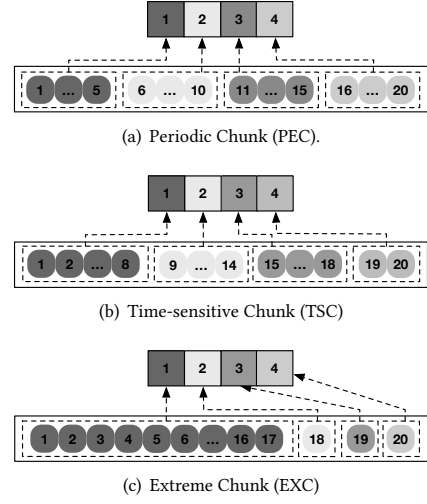 1 2 3 4
1 ... 5 6 ... 10 11 ... 15 16 ... 20
(a) Periodic Chunk (PEC).
1 2 3 4
1 2 ... 8 9 ... 14 15 ... 18 19 20
(b) Time-sensitive Chunk (TSC)
1 2 3 4
1 2 3 4 5 6 ... 16 17 18 19 20
(c) Extreme Chunk (EXC)